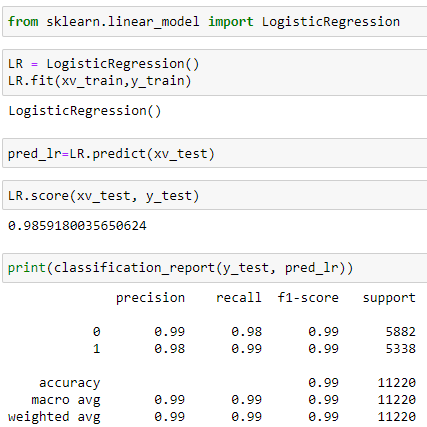 from sklearn.linear_model import LogisticRegression
LR = LogisticRegression()
LR.fit(xv_train,y_train)
LogisticRegression()
pred_lr=LR.predict(xv_test)
LR.score(xv_test, y_test)
0.9859180035650624
print(classification_report(y_test, pred_lr))
precision recall f1-score support
0 0.99 0.98 0.99 5882
1 0.98 0.99 0.99 5338
accuracy 0.99 11220
macro avg 0.99 0.99 0.99 11220
weighted avg 0.99 0.99 0.99 11220